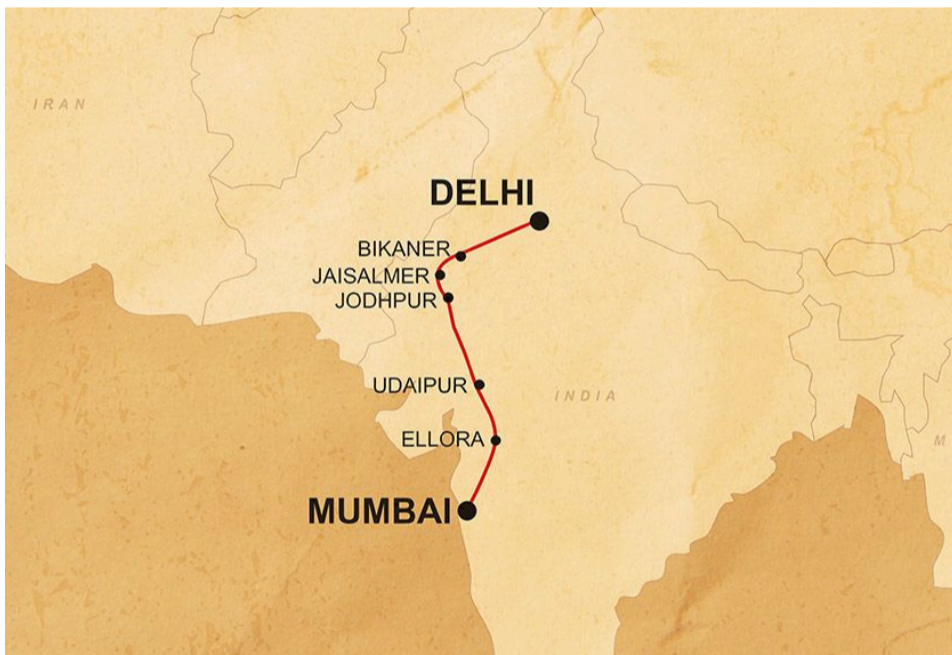 IRAN
DELHI
BIKANER
JAISALMER
JODHPUR
UDAIPUR
INDIA
ELLORA
M
MUMBAI